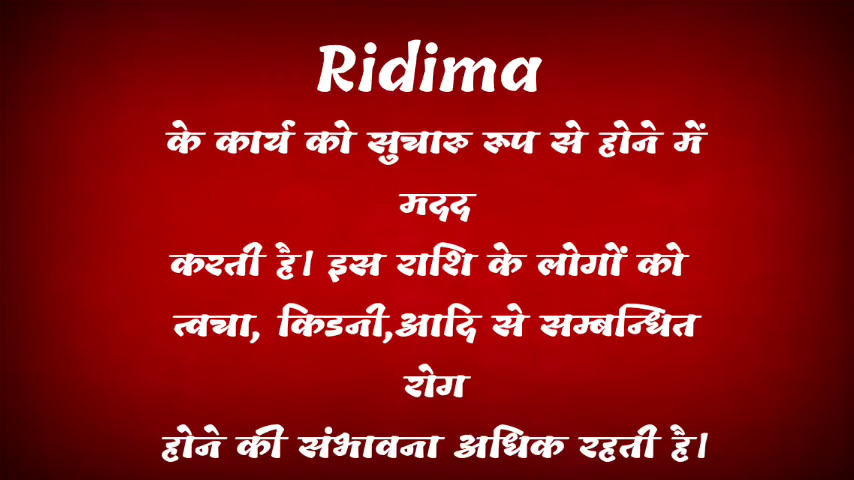 Ridima
के कार्य को सुचारु रूप से होने में
मदद
करती है। इस राशि के लोगों को
त्वचा, किडनी,आदि से सम्बन्धित
रोग
होने की संभावना अधिक रहती है।